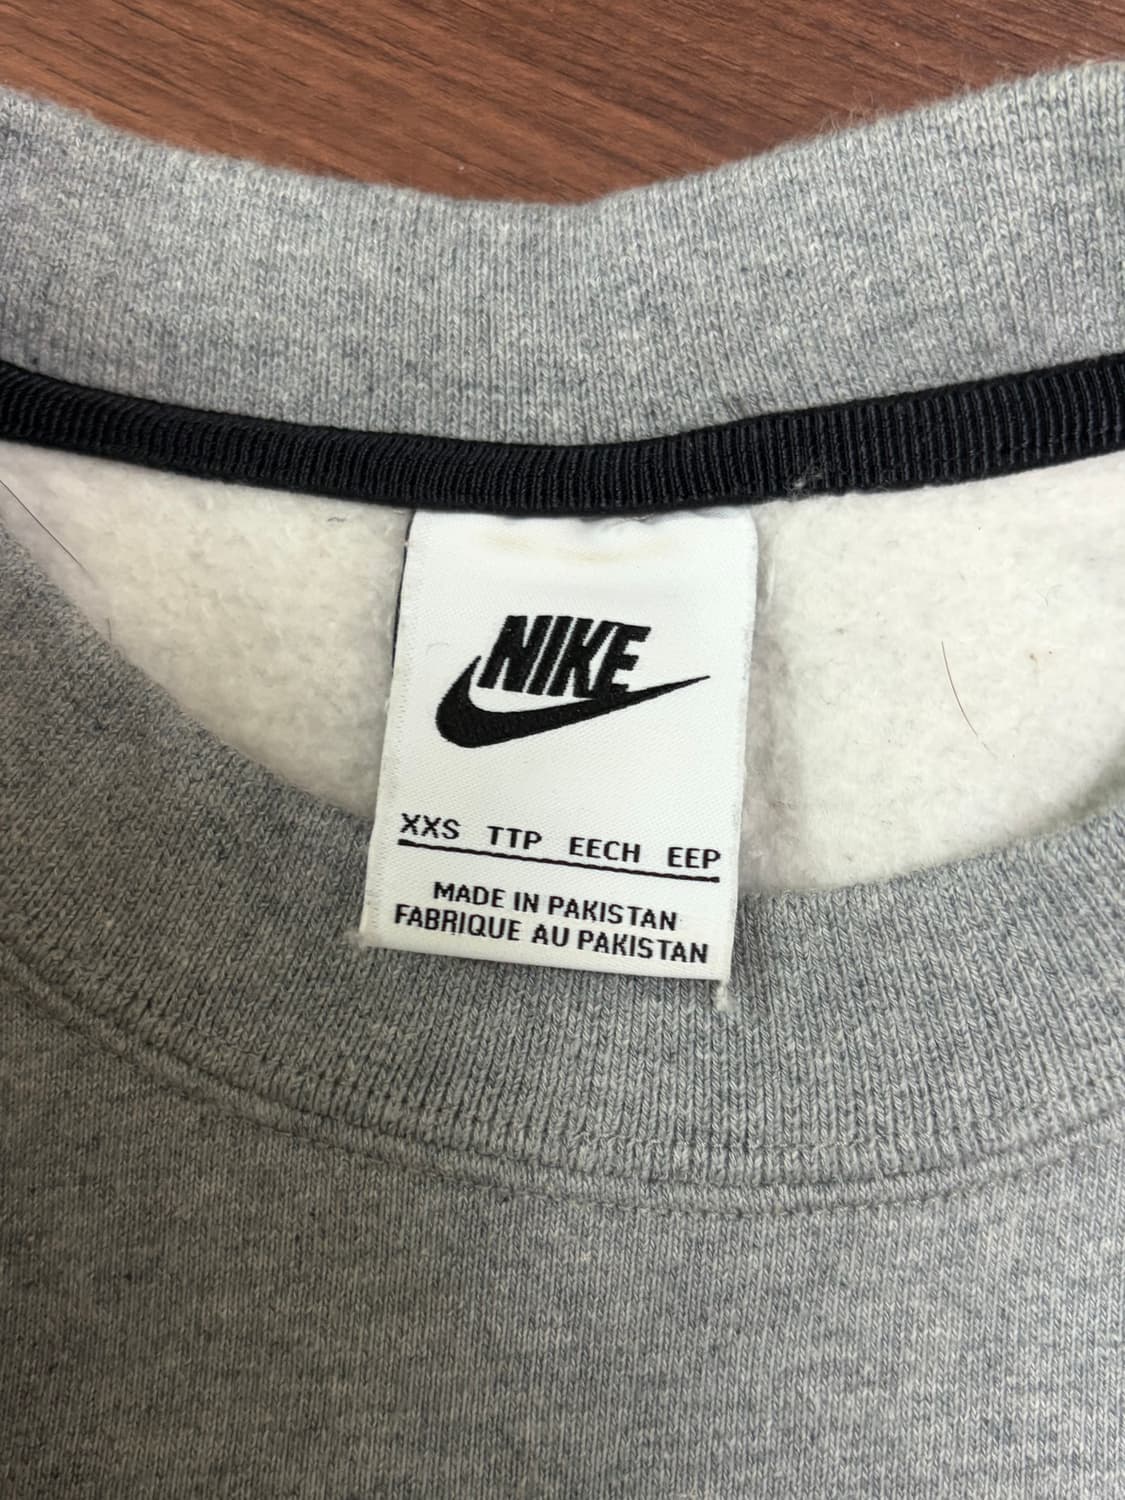 NIKE
XXS TTP EECH EEP
MADE IN PAKISTAN
FABRIQUE AU PAKISTAN